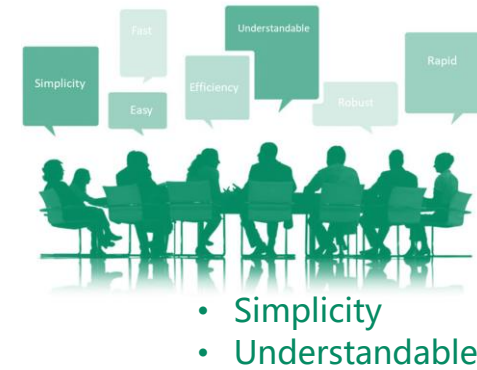 Fast
Understandable
Rapid
Simplicity
Efficiency
Easy
Robust
• Simplicity
• Understandable